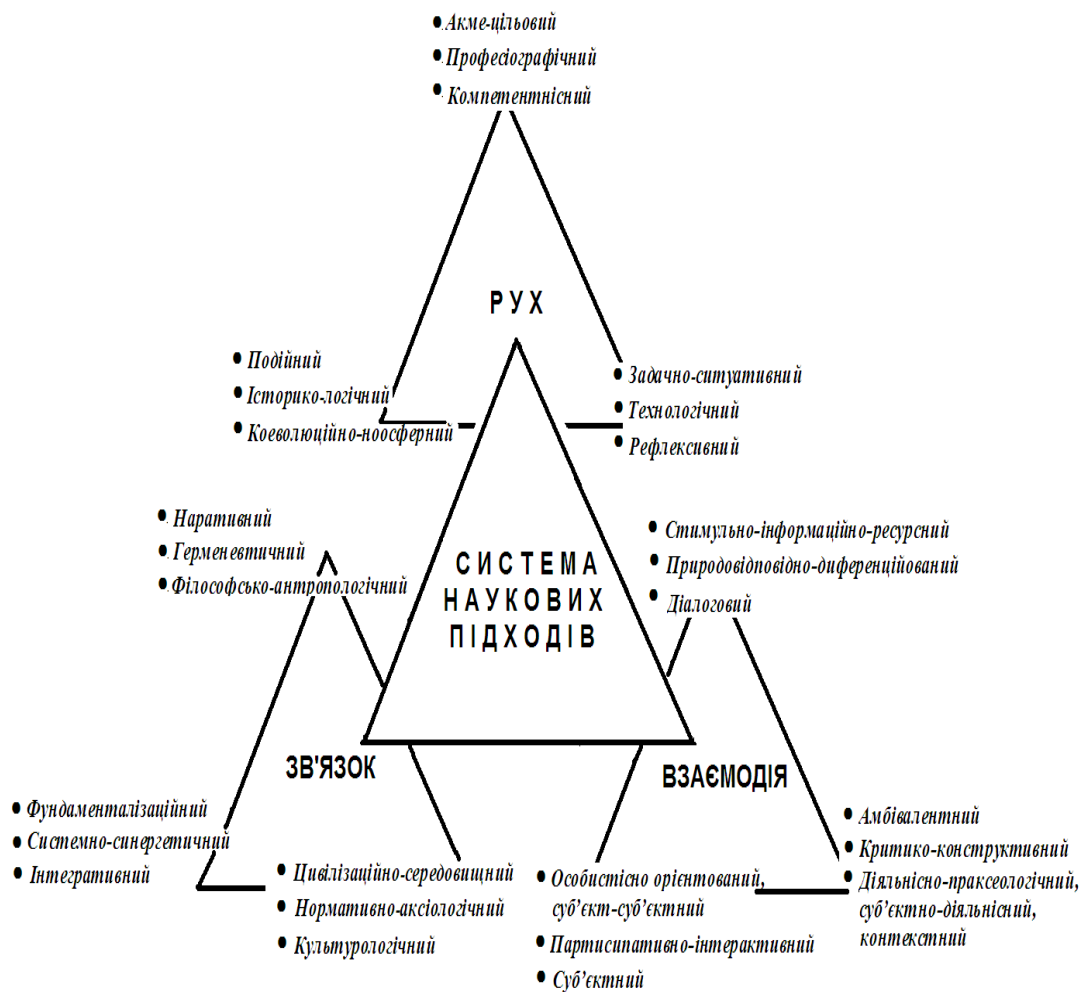 • Акме-цільовий
• Професіографічний
• Компетентнісний
РУХ
• Подійний
• Історико-логічний
• Коеволюційно-ноосферний
• Задачно-ситуативний
• Технологічний
• Рефлексивний
• Наративний
• Герменевтичний
• Філософсько-антропологічний
СИСТЕМА
НАУКОВИХ
ПІДХОДІВ
• Стимульно-інформаційно-ресурсний
• Природовідповідно-диференційований
• Діалоговий
ЗВ'ЯЗОК
ВЗАЄМОДІЯ
• Фундаменталізаційний
• Системно-синергетичний
• Інтегративний
• Цивілізаційно-середовищний
• Нормативно-аксіологічний
• Культурологічний
• Особистісно орієнтований,
суб’єкт-суб’єктний
• Партисипативно-інтерактивний
• Суб’єктний
• Амбівалентний
• Критико-конструктивний
• Діяльнісно-праксеологічний,
суб’єктно-діяльнісний,
контекстний